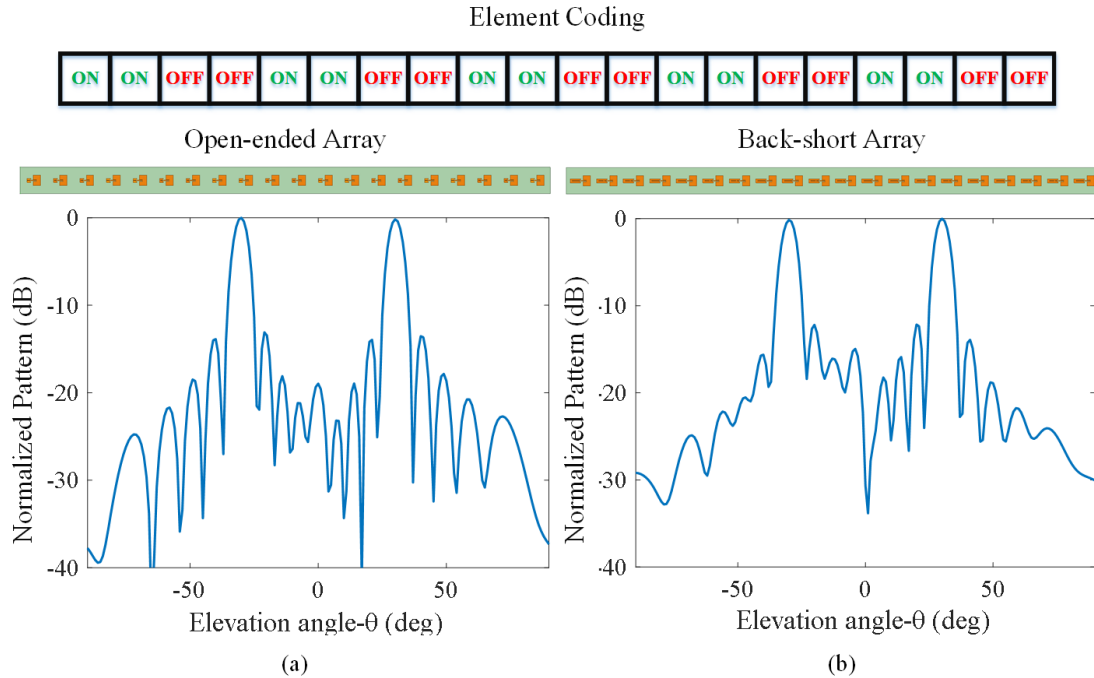 Element Coding
ON ON OFF OFF ON ON OFF OFF ON ON OFF OFF ON ON OFF OFF ON ON OFF OFF
Open-ended Array
Back-short Array
0
-10
-20
-30
-40
Normalized Pattern (dB)
-50 0 50
Elevation angle-θ (deg)
(a)
0
-10
-20
-30
-40
Normalized Pattern (dB)
-50 0 50
Elevation angle-θ (deg)
(b)